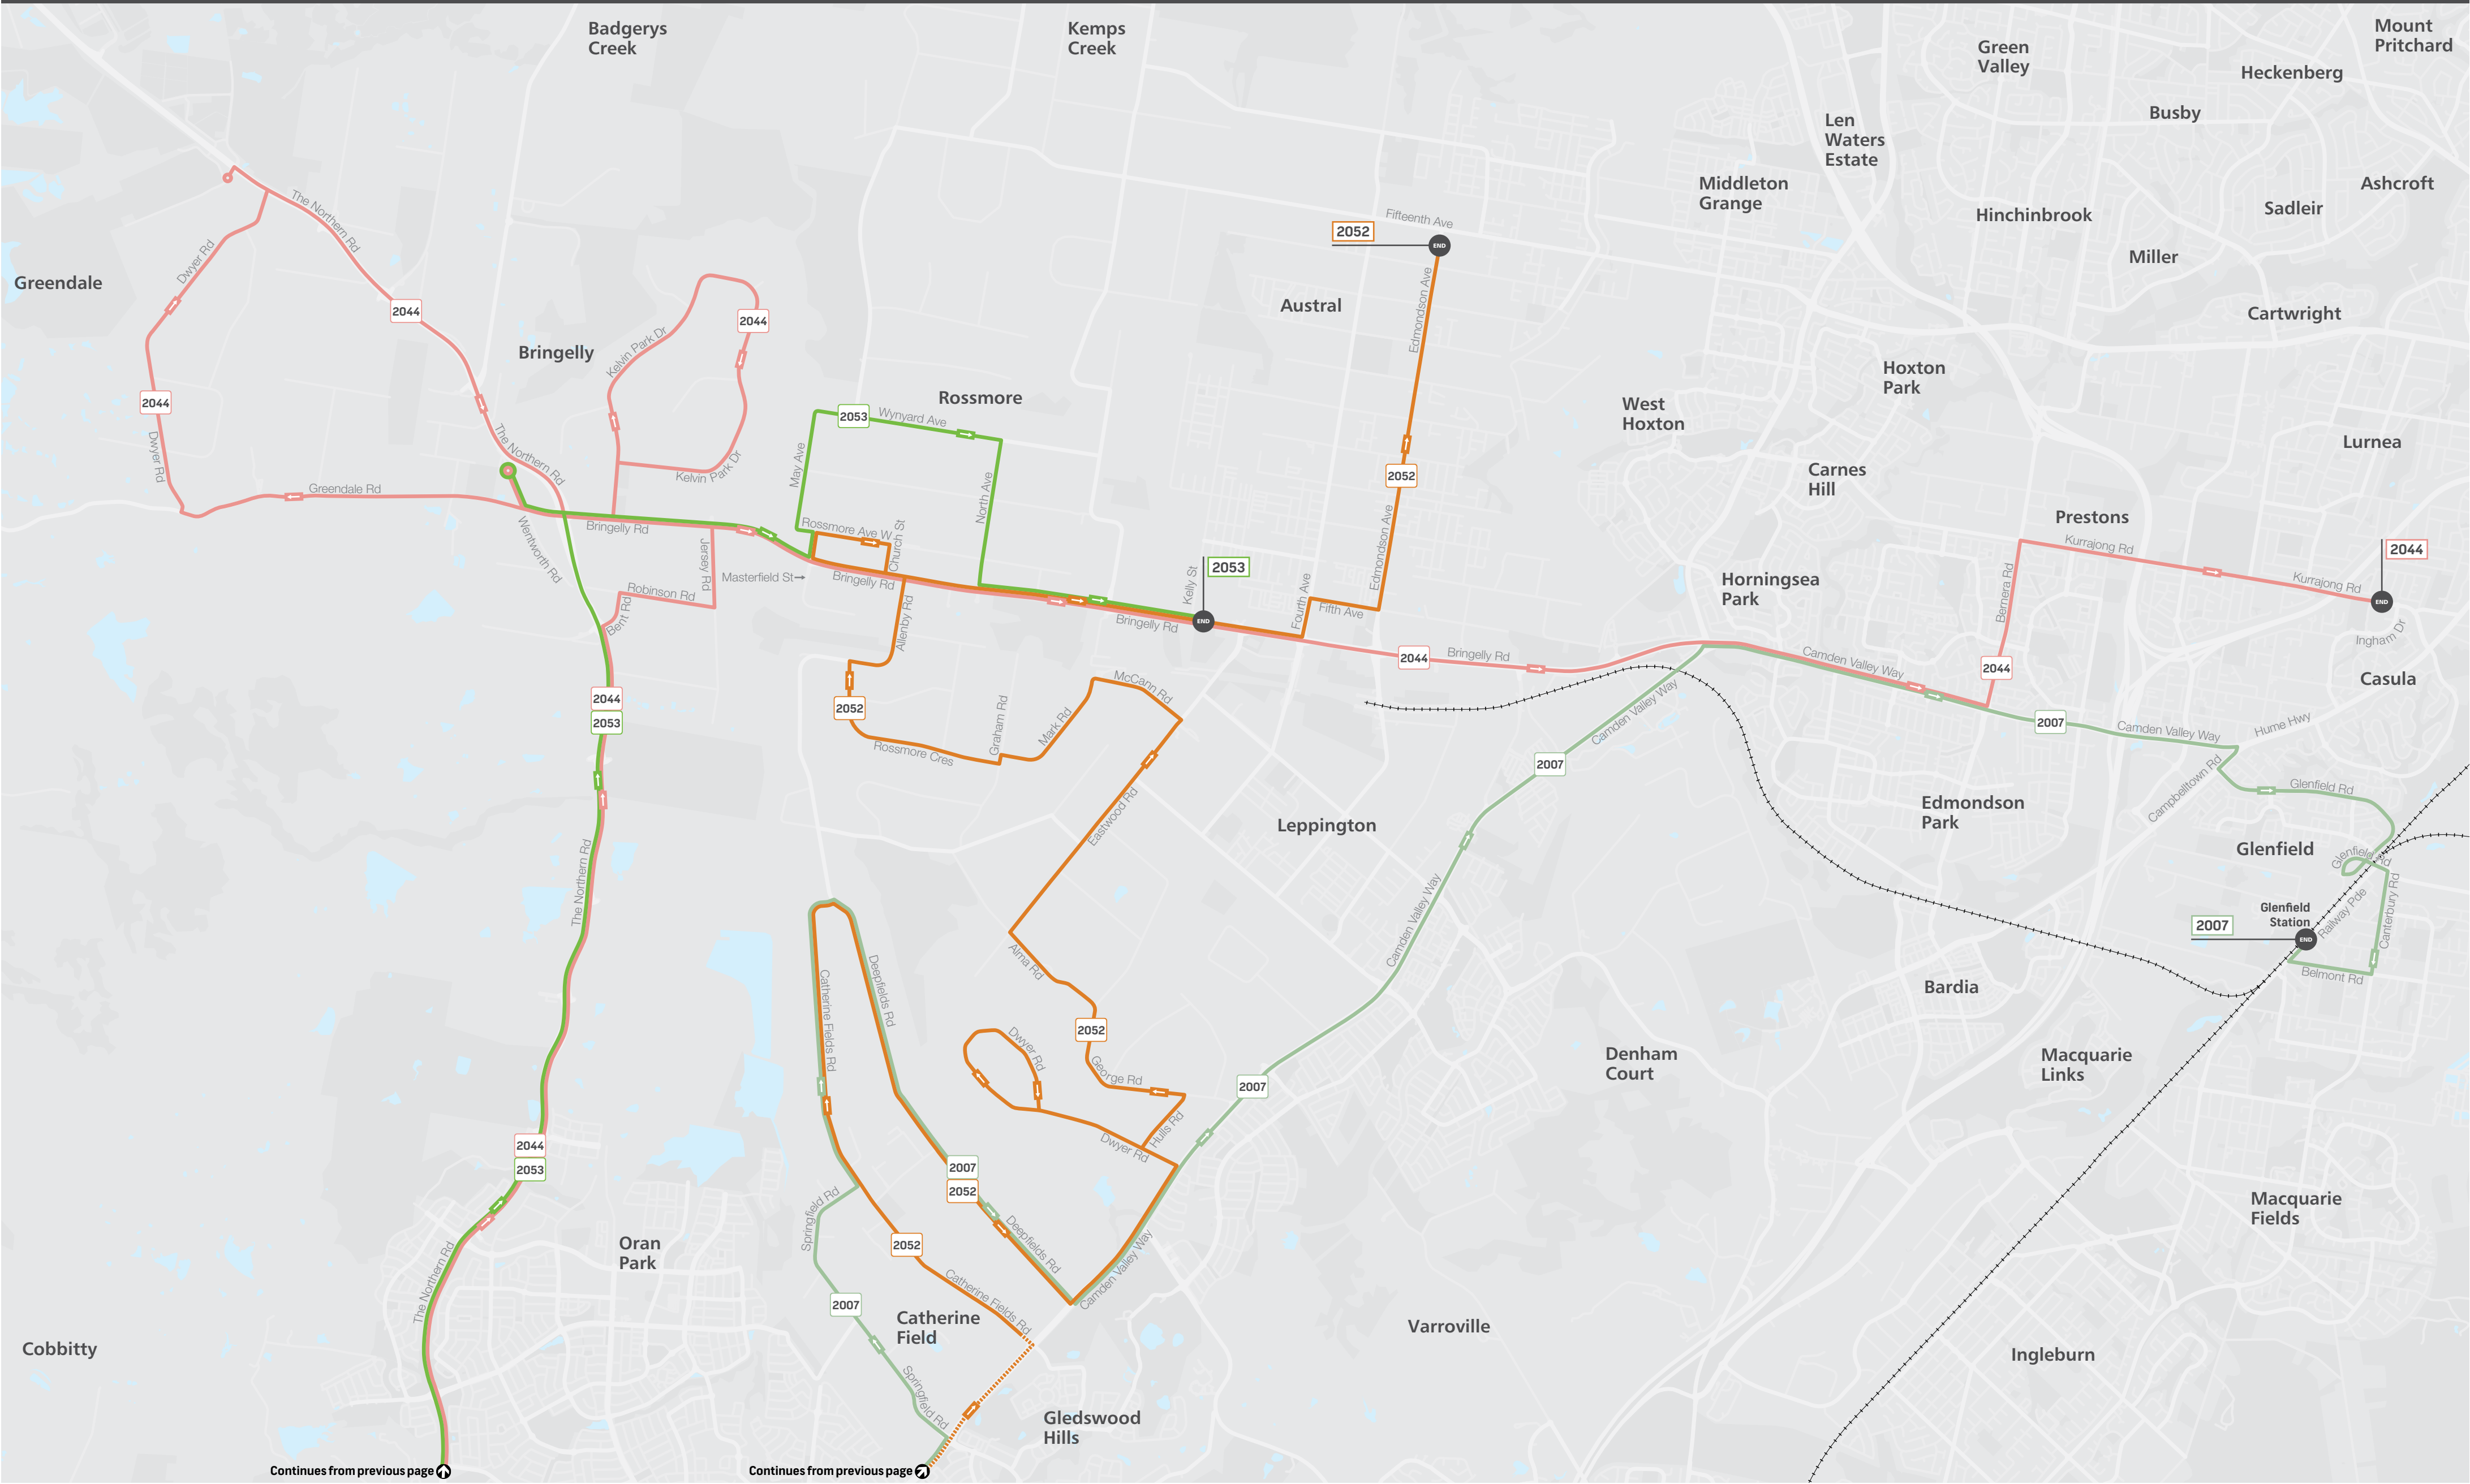 Badgerys
Creek
Kemps
Creek
Mount
Pritchard
Green
Valley
Heckenberg
Busby
Len
Waters
Estate
Middleton
Grange
Ashcroft
Sadleir
Hinchinbrook
Miller
Fifteenth Ave
2052
END
The Northern Rd
Dwyer Rd
Greendale
2044
2044
Austral
Edmondson Ave
Cartwright
Bringelly
Kelvin Park Dr
Hoxton
Park
2044
Rossmore
West
Hoxton
2053
Wynyard Ave
Dwyer Rd
The Northern Rd
Lurnea
May Ave
Kelvin Park Dr
2052
Carnes
Hill
Greendale Rd
North Ave
Prestons
Wentworth Rd
Bringelly Rd
Rossmore Ave W
Church St
Edmondson Ave
Kurrajong Rd
2044
Jersey Rd
Masterfield St
Bringelly Rd
Kelly St
2053
Horningsea
Park
Bernera Rd
Kurrajong Rd
END
Robinson Rd
Bent Rd
Allenby Rd
Bringelly Rd
END
Fourth Ave
Fifth Ave
Ingham Dr
2044
Bringelly Rd
Camden Valley Way
2044
Casula
2044
2053
2052
McCann Rd
Camden Valley Way
2007
Camden Valley Way
Hume Hwy
Rossmore Cres
Graham Rd
Mark Rd
2007
Campbelltown Rd
Glenfield Rd
The Northern Rd
Eastwood Rd
Leppington
Edmondson
Park
Glenfield
Glenfield Rd
Camden Valley Way
Glenfield
Station
Railway Pde
Canterbury Rd
2007
END
Belmont Rd
Catherine Fields Rd
Deepfields Rd
Alma Rd
Bardia
2052
Dwyer Rd
George Rd
2007
Denham
Court
Macquarie
Links
2044
2053
Dwyer Rd
Hulls Rd
2007
2052
Springfield Rd
Macquarie
Fields
The Northern Rd
Oran
Park
2052
Deepfields Rd
Camden Valley Way
2007
Catherine
Field
Catherine Fields Rd
Varroville
Cobbitty
Ingleburn
Springfield Rd
Gledswood
Hills
Continues from previous page
Continues from previous page